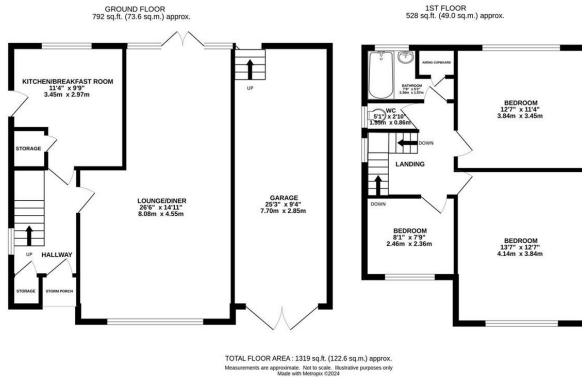 GROUND FLOOR
792 sq.ft. (73.6 sq.m.) approx.
KITCHEN/BREAKFAST ROOM
11'4" x 9'9"
3.45m x 2.97m
STORAGE
UP
HALLWAY
STORAGE
STORM PORCH
LOUNGE/DINER
26'6" x 14'11"
8.08m x 4.55m
UP
GARAGE
25'3" x 9'4"
7.70m x 2.85m
1ST FLOOR
528 sq.ft. (49.0 sq.m.) approx.
AIRING CUPBOARD
BATHROOM
WC
5'1" x 2'10"
1.55m x 0.86m
DOWN
LANDING
DOWN
BEDROOM
12'7" x 11'4"
3.84m x 3.45m
BEDROOM
8'1" x 7'9"
2.46m x 2.36m
BEDROOM
13'7" x 12'7"
4.14m x 3.84m
TOTAL FLOOR AREA : 1319 sq.ft. (122.6 sq.m.) approx.
Measurements are approximate. Not to scale. Illustrative purposes only
Made with Metropix ©2024